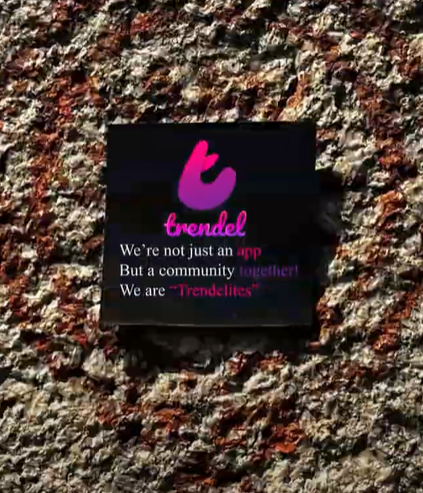 trendel
We’re not just an app
But a community together!
We are “Trendelites”